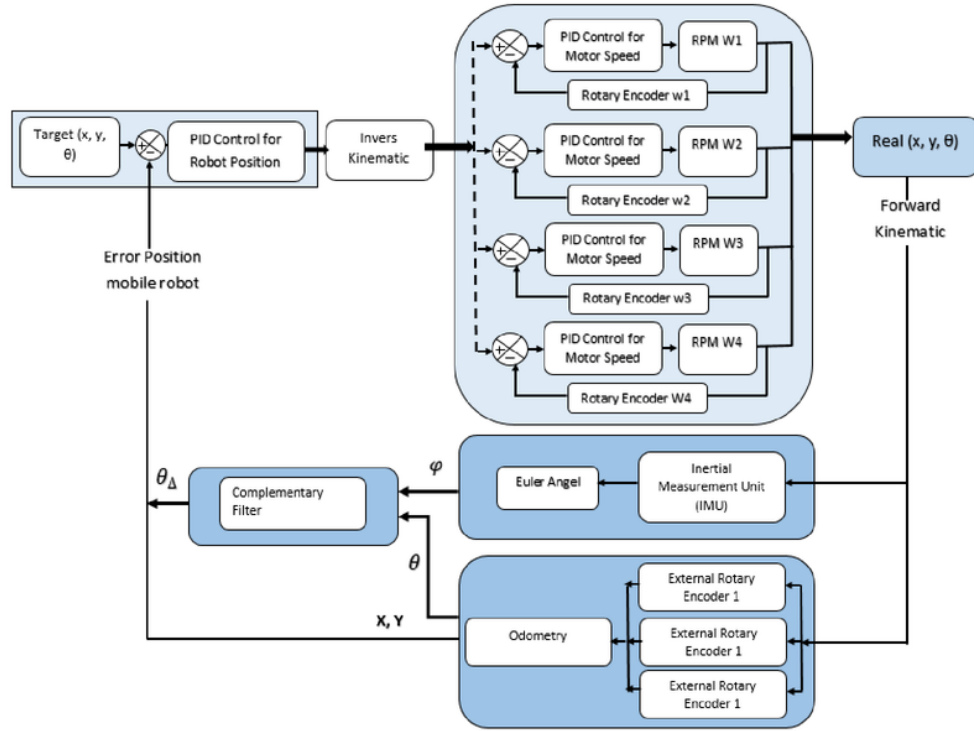 PID Control for
Motor Speed
RPM W1
Rotary Encoder w1
Target (x, y,
θ)
PID Control for
Robot Position
Invers
Kinematic
PID Control for
Motor Speed
RPM W2
Rotary Encoder w2
Real (x, y, θ)
Forward
Kinematic
PID Control for
Motor Speed
RPM W3
Rotary Encoder w3
Error Position
mobile robot
PID Control for
Motor Speed
RPM W4
Rotary Encoder W4
θΔ
Complementary
Filter
φ
Euler Angel
Inertial
Measurement Unit
(IMU)
θ
X, Y
Odometry
External Rotary
Encoder 1
External Rotary
Encoder 1
External Rotary
Encoder 1